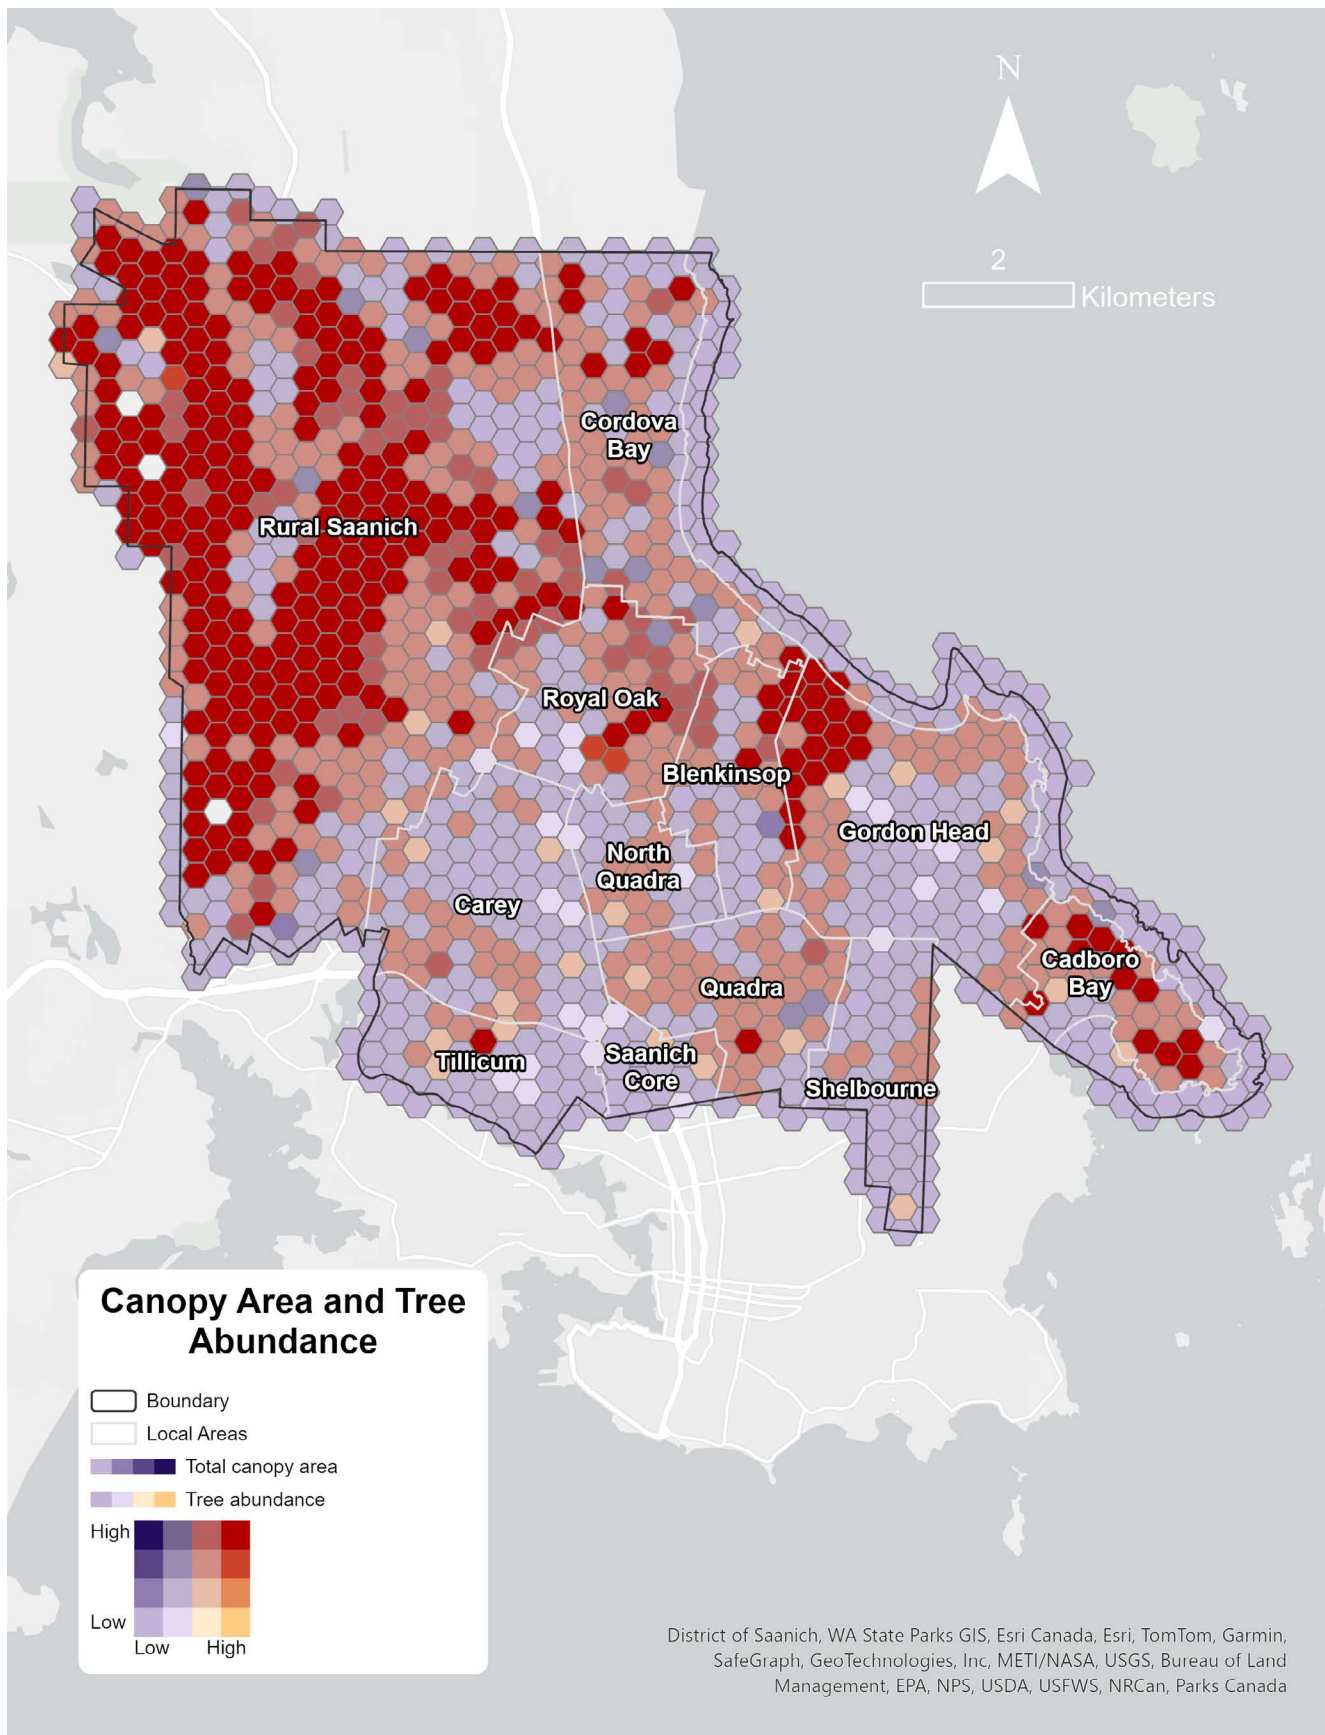 N
2
Kilometers
Cordova
Bay
Rural Saanich
Royal Oak
Blenkinsop
Gordon Head
North
Quadra
Carey
Cadboro
Bay
Quadra
Tillicum
Saanich
Core
Shelbourne
Canopy Area and Tree
Abundance
Boundary
Local Areas
Total canopy area
Tree abundance
High
Low
Low High
District of Saanich, WA State Parks GIS, Esri Canada, Esri, TomTom, Garmin,
SafeGraph, GeoTechnologies, Inc, METI/NASA, USGS, Bureau of Land
Management, EPA, NPS, USDA, USFWS, NRCan, Parks Canada